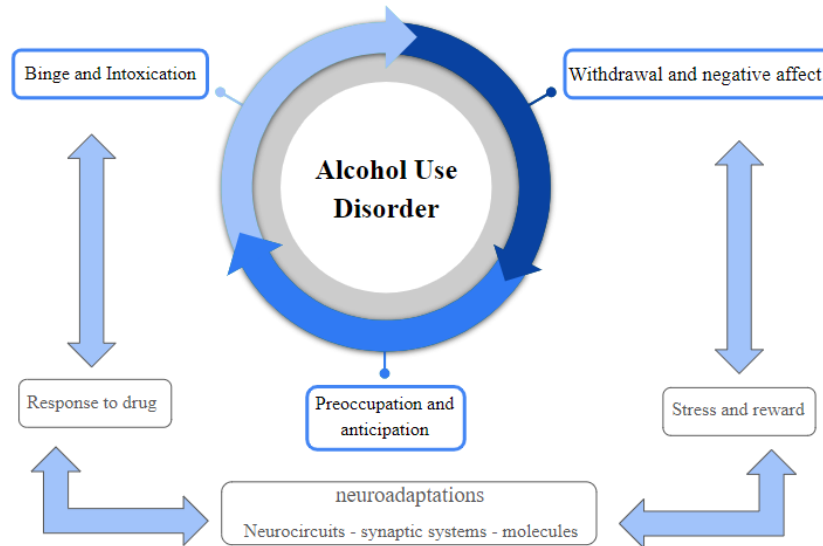 Binge and Intoxication
Withdrawal and negative affect
Alcohol Use
Disorder
Preoccupation and
anticipation
Response to drug
Stress and reward
neuroadaptations
Neurocircuits - synaptic systems - molecules